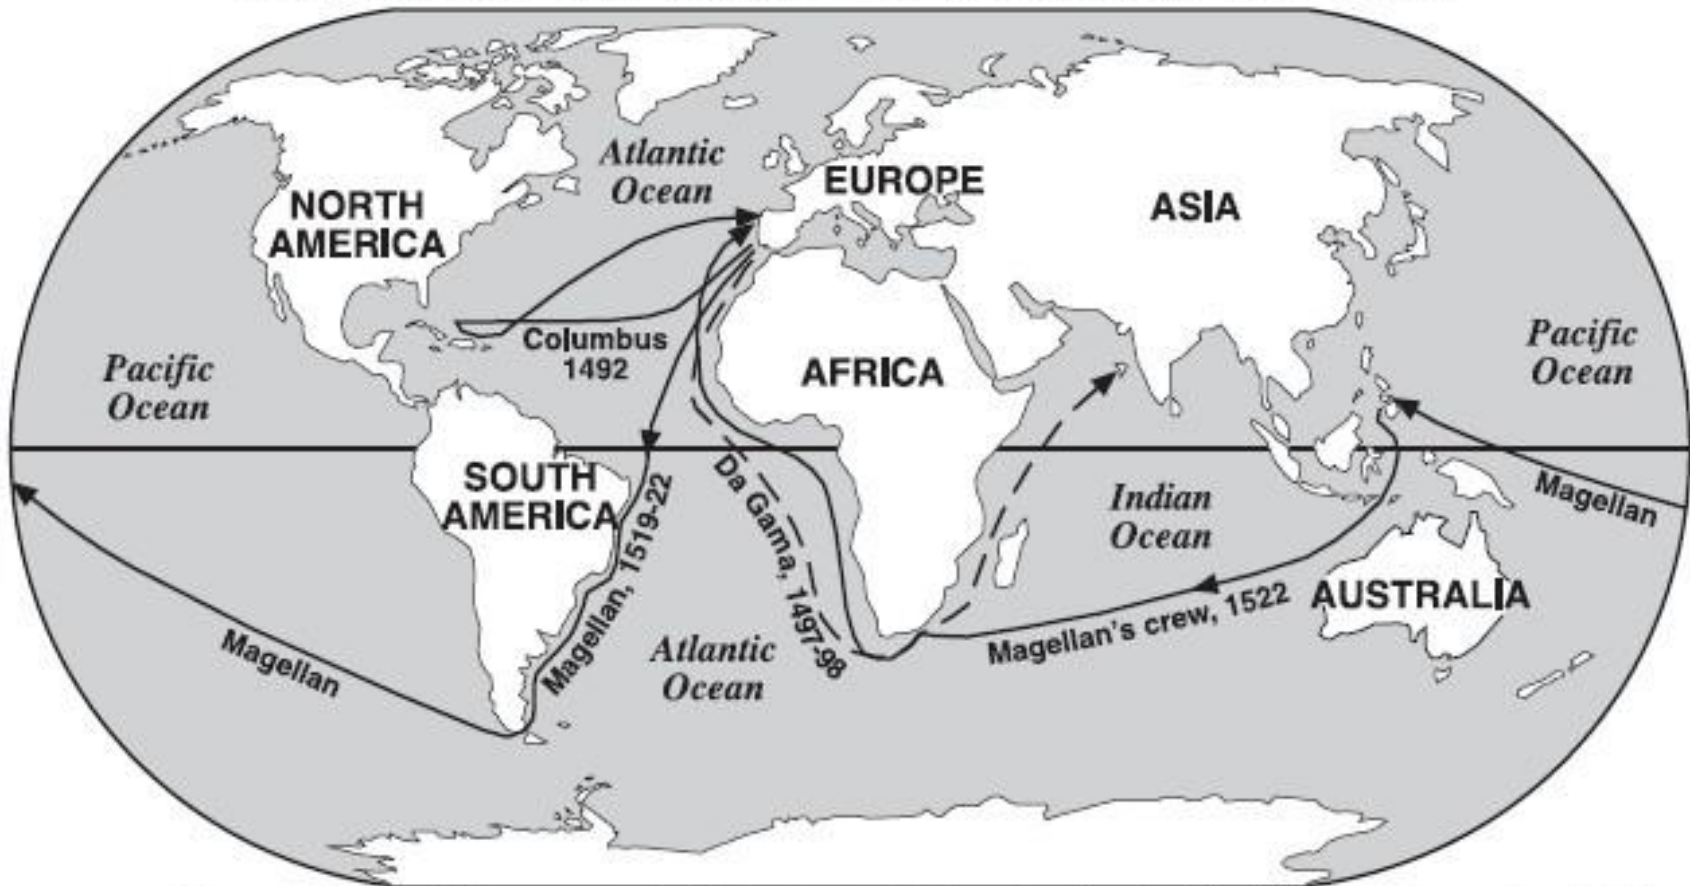 Atlantic
Ocean
EUROPE
ASIA
NORTH
AMERICA
Columbus
1492
Pacific
Ocean
AFRICA
Pacific
Ocean
SOUTH
AMERICA
Magellan, 1519-22
Da Gama, 1497-98
Indian
Ocean
Magellan
AUSTRALIA
Magellan's crew, 1522
Magellan
Atlantic
Ocean